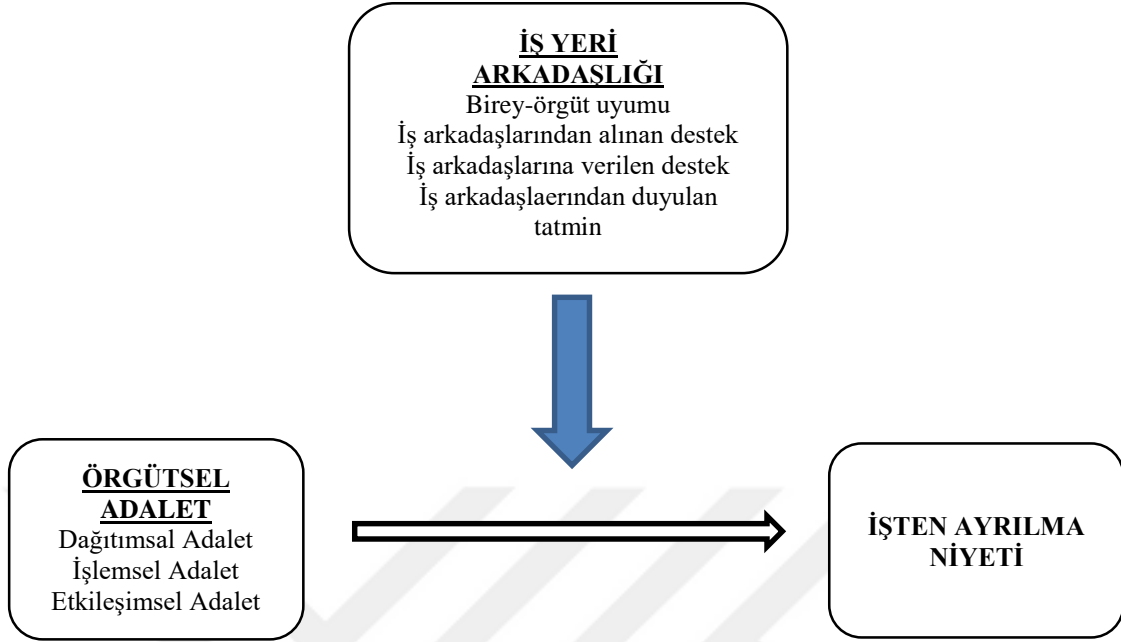 İŞ YERİ
ARKADAŞLIĞI
Birey-örgüt uyumu
İş arkadaşlarından alınan destek
İş arkadaşlarına verilen destek
İş arkadaşlaerından duyulan
tatmin
ÖRGÜTSEL
ADALET
Dağıtımsal Adalet
İşlemsel Adalet
Etkileşimsel Adalet
İŞTEN AYRILMA
NİYETİ